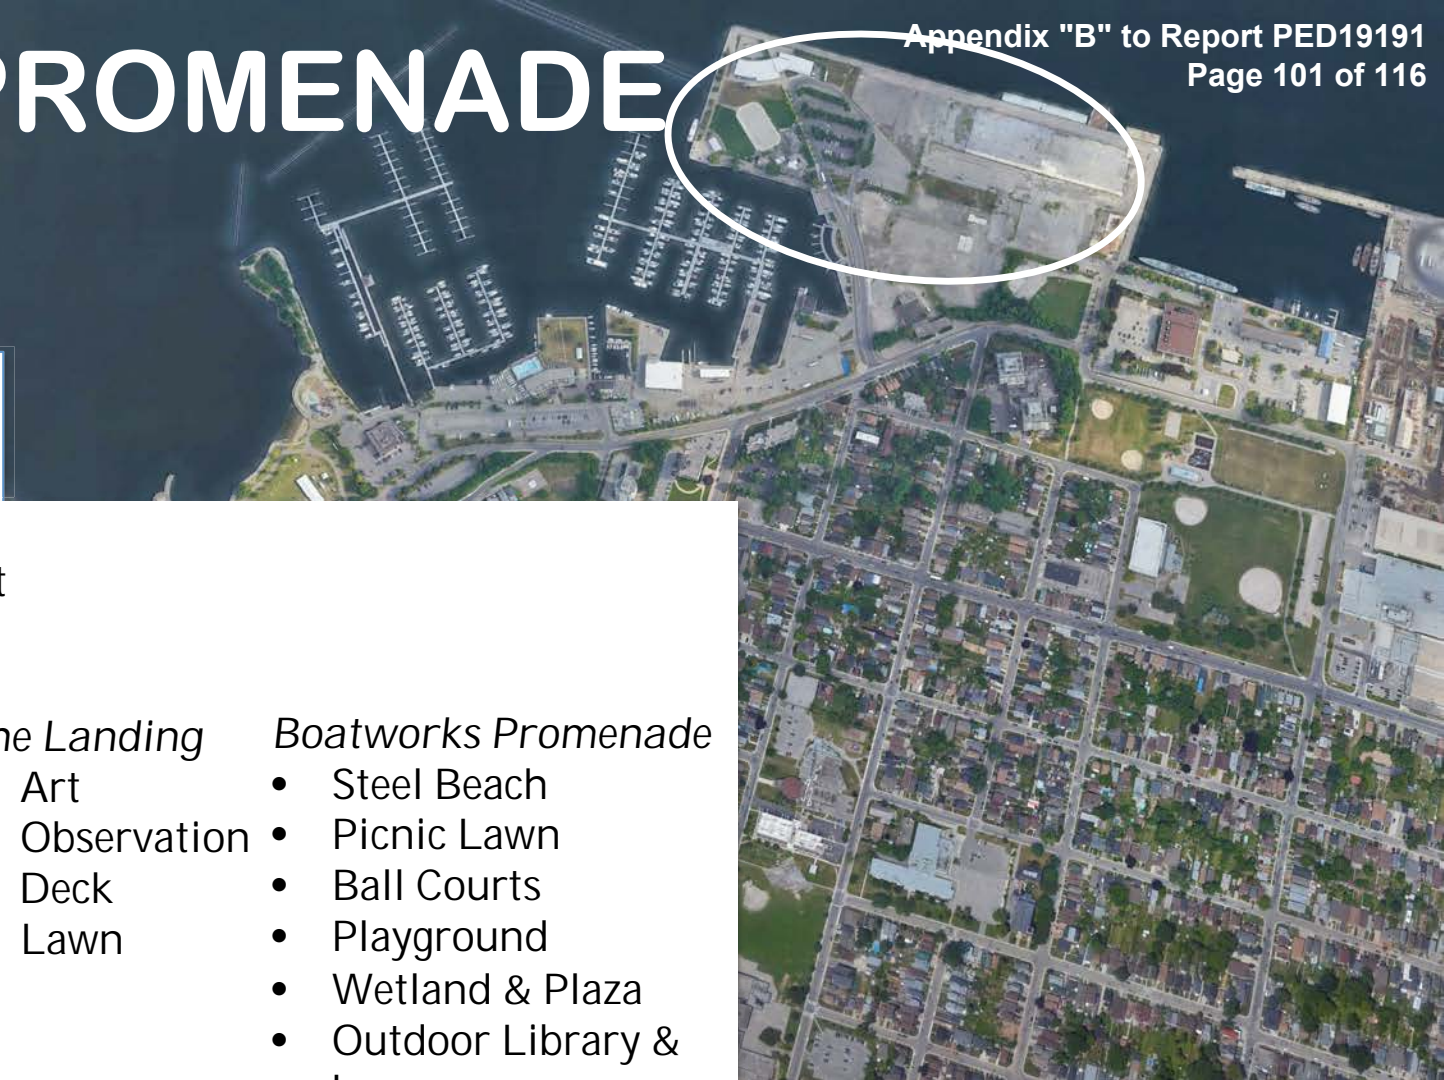 Appendix "B" to Report PED19191
Page 101 of 116
PROMENADE
t
ne Landing
Art
Observation
Deck
Lawn
Boatworks Promenade
• Steel Beach
• Picnic Lawn
• Ball Courts
• Playground
• Wetland & Plaza
• Outdoor Library &